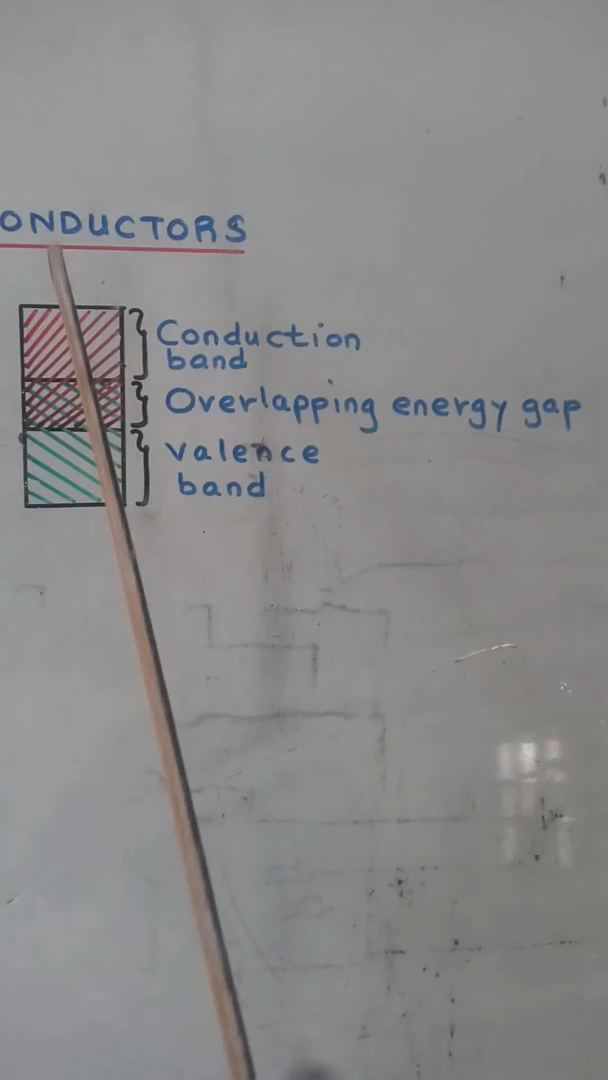 ONDUCTORS
Conduction
band
Overlapping energy gap
valence
band